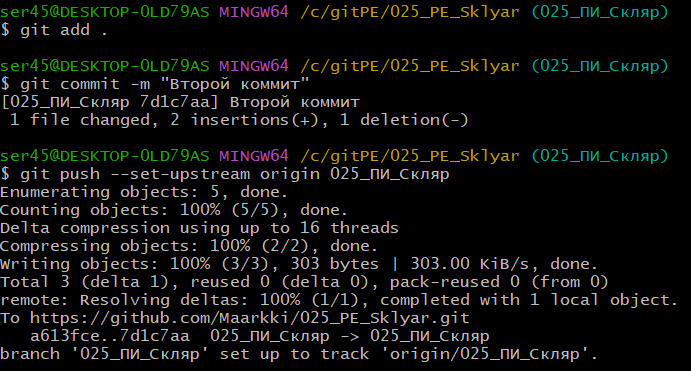 ser45@DESKTOP-0LD79AS MINGW64 /c/gitPE/025_PE_Sklyar (025_ПИ_Скляр)
$ git add .
ser45@DESKTOP-0LD79AS MINGW64 /c/gitPE/025_PE_Sklyar (025_ПИ_Скляр)
$ git commit -m "Второй коммит"
[025_ПИ_Скляр 7d1c7aa] Второй коммит
 1 file changed, 2 insertions(+), 1 deletion(-)
ser45@DESKTOP-0LD79AS MINGW64 /c/gitPE/025_PE_Sklyar (025_ПИ_Скляр)
$ git push --set-upstream origin 025_ПИ_Скляр
Enumerating objects: 5, done.
Counting objects: 100% (5/5), done.
Delta compression using up to 16 threads
Compressing objects: 100% (2/2), done.
Writing objects: 100% (3/3), 303 bytes | 303.00 KiB/s, done.
Total 3 (delta 1), reused 0 (delta 0), pack-reused 0 (from 0)
remote: Resolving deltas: 100% (1/1), completed with 1 local object.
To https://github.com/Maarkki/025_PE_Sklyar.git
   a613fce..7d1c7aa  025_ПИ_Скляр -> 025_ПИ_Скляр
branch '025_ПИ_Скляр' set up to track 'origin/025_ПИ_Скляр'.